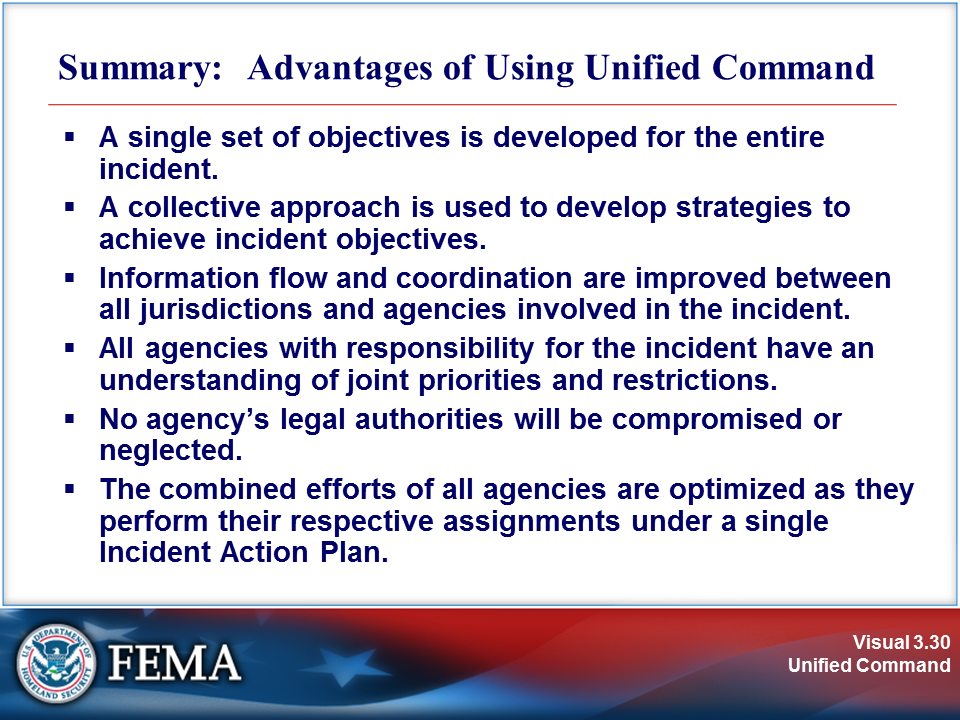 Summary: Advantages of Using Unified Command
▪ A single set of objectives is developed for the entire
incident.
▪ A collective approach is used to develop strategies to
achieve incident objectives.
▪ Information flow and coordination are improved between
all jurisdictions and agencies involved in the incident.
▪ All agencies with responsibility for the incident have an
understanding of joint priorities and restrictions.
▪ No agency’s legal authorities will be compromised or
neglected.
▪ The combined efforts of all agencies are optimized as they
perform their respective assignments under a single
Incident Action Plan.
U.S. DEPARTMENT OF
HOMELAND SECURITY
FEMA
Visual 3.30
Unified Command